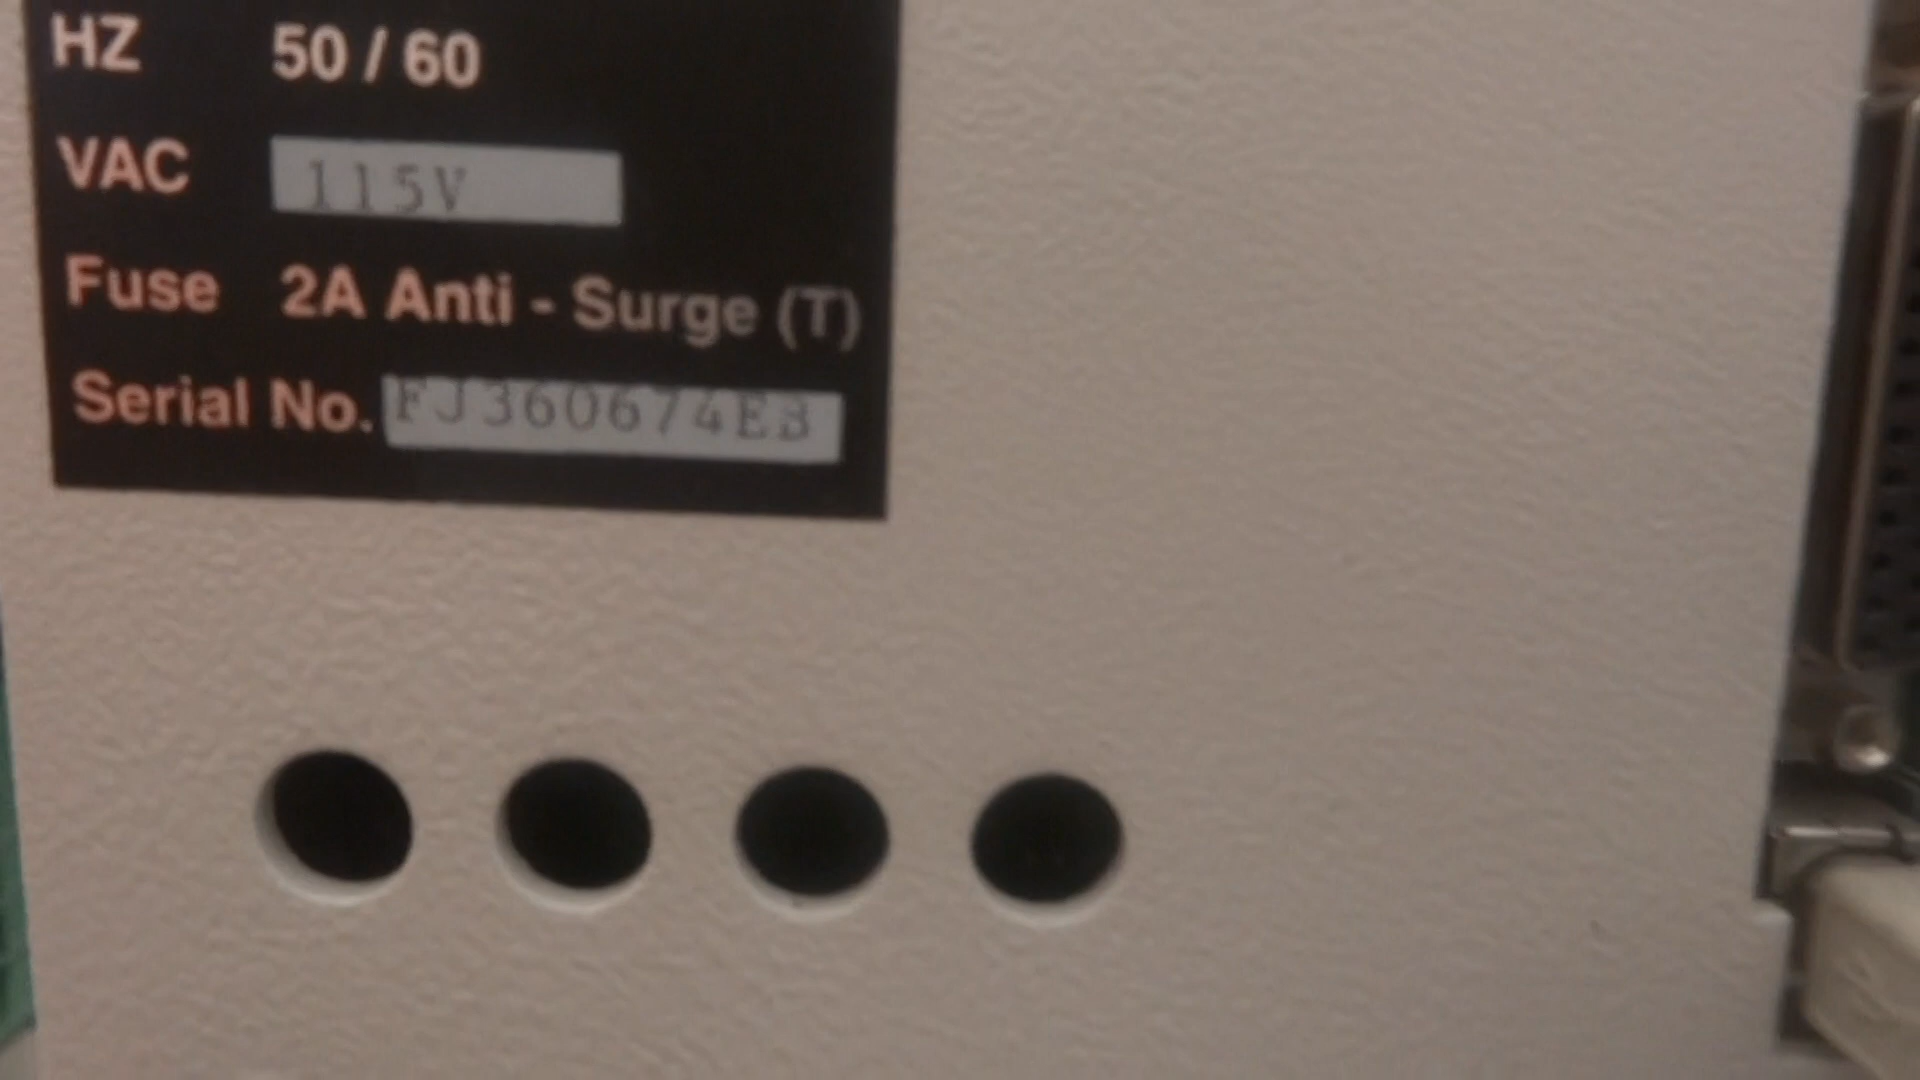 HZ 50 / 60
VAC 115V
Fuse 2A Anti - Surge (T)
Serial No. FJ360674EB